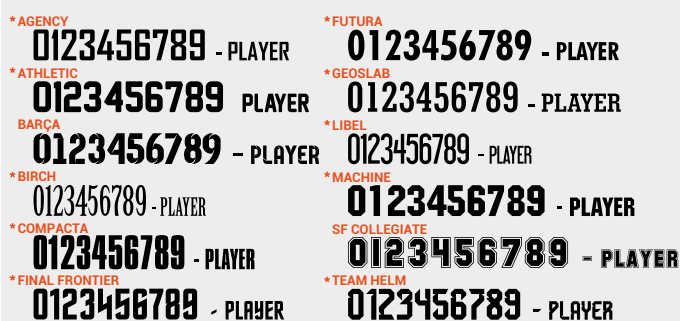 *AGENCY
0123456789 - PLAYER
*ATHLETIC
0123456789 PLAYER
BARÇA
0123456789 - PLAYER
*BIRCH
0123456789 - PLAYER
*COMPACTA
0123456789 - PLAYER
*FINAL FRONTIER
0123456789 - PLAYER
*FUTURA
0123456789 - PLAYER
*GEOSLAB
0123456789 - PLAYER
*LIBEL
0123456789 - PLAYER
*MACHINE
0123456789 - PLAYER
SF COLLEGIATE
0123456789 - PLAYER
*TEAM HELM
0123456789 - PLAYER